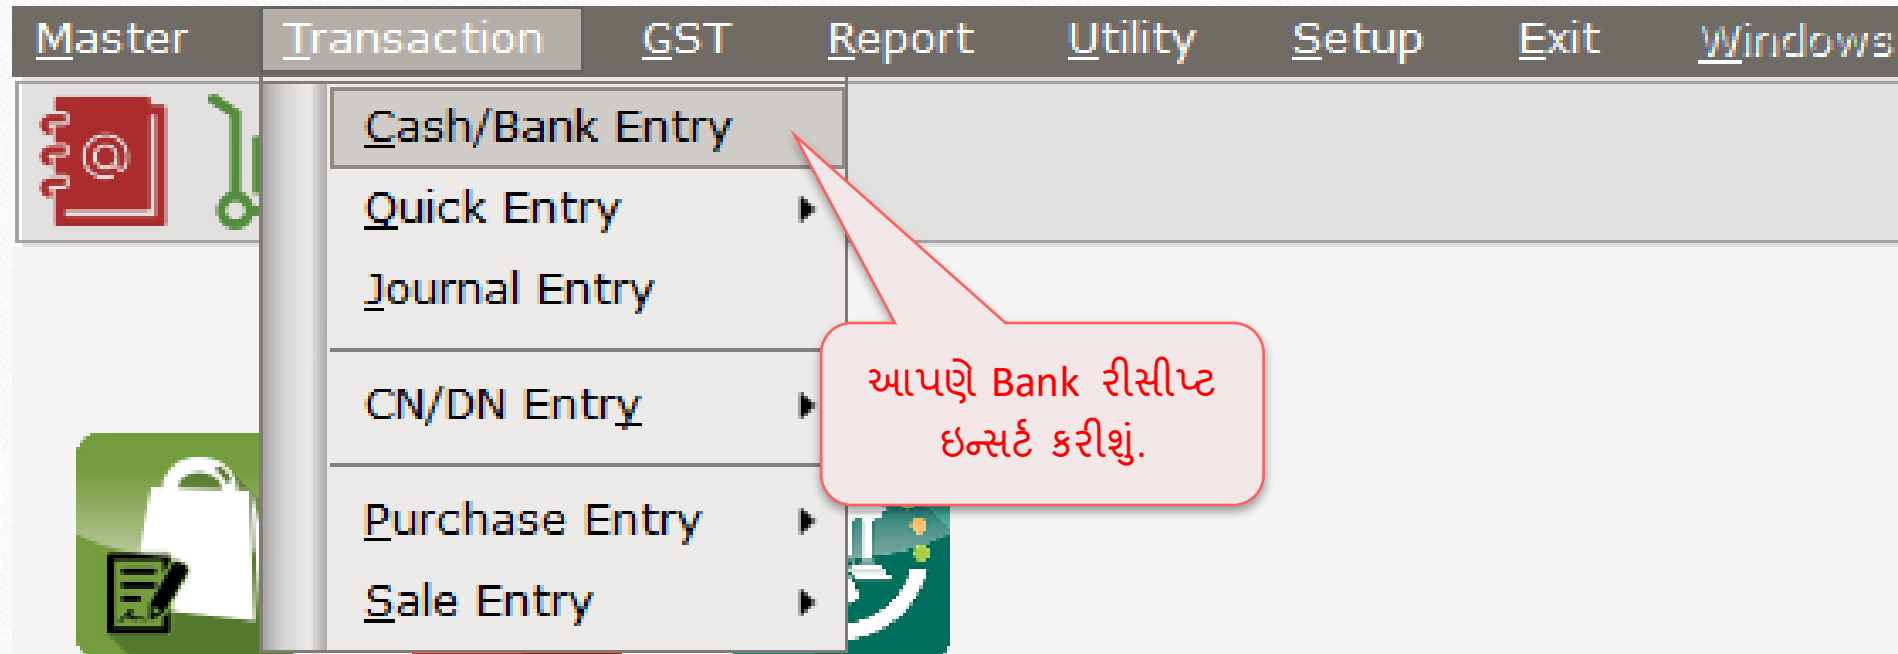 Master Transaction GST Report Utility Setup Exit Windows
Cash/Bank Entry
Quick Entry
Journal Entry
CN/DN Entry
Purchase Entry
Sale Entry
આપણે Bank રીસીપ્ટ
ઇન્સર્ટ કરીશું.